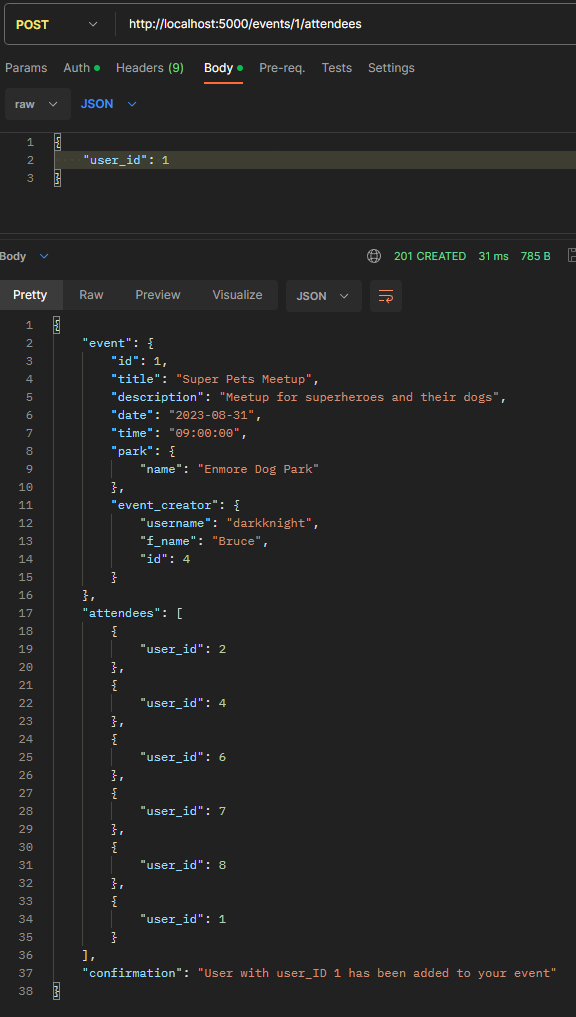 POST http://localhost:5000/events/1/attendees
Params Auth Headers (9) Body Pre-req. Tests Settings
raw JSON
1 {
2 "user_id": 1
3 }
Body 201 CREATED 31 ms 785 B
Pretty Raw Preview Visualize JSON
1 {
2 "event": {
3 "id": 1,
4 "title": "Super Pets Meetup",
5 "description": "Meetup for superheroes and their dogs",
6 "date": "2023-08-31",
7 "time": "09:00:00",
8 "park": {
9 "name": "Enmore Dog Park"
10 },
11 "event_creator": {
12 "username": "darkknight",
13 "f_name": "Bruce",
14 "id": 4
15 }
16 },
17 "attendees": [
18 {
19 "user_id": 2
20 },
21 {
22 "user_id": 4
23 },
24 {
25 "user_id": 6
26 },
27 {
28 "user_id": 7
29 },
30 {
31 "user_id": 8
32 },
33 {
34 "user_id": 1
35 }
36 ],
37 "confirmation": "User with user_ID 1 has been added to your event"
38 }